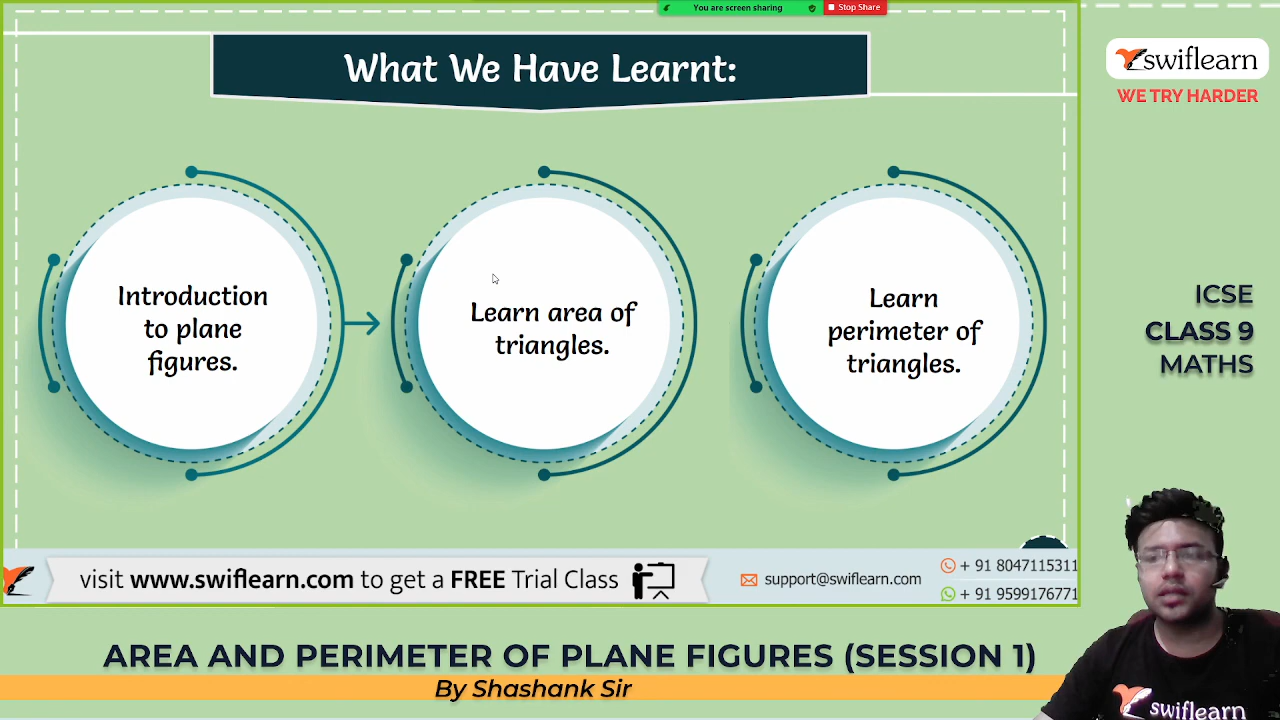 You are screen sharing
Stop Share
What We Have Learnt:
Introduction
to plane
figures.
Learn area of
triangles.
Learn
perimeter of
triangles.
swiflearn
WE TRY HARDER
ICSE
CLASS 9
MATHS
visit www.swiflearn.com to get a FREE Trial Class
support@swiflearn.com
+ 91 8047115311
+ 91 9599176771
AREA AND PERIMETER OF PLANE FIGURES (SESSION 1)
By Shashank Sir
swiflearn